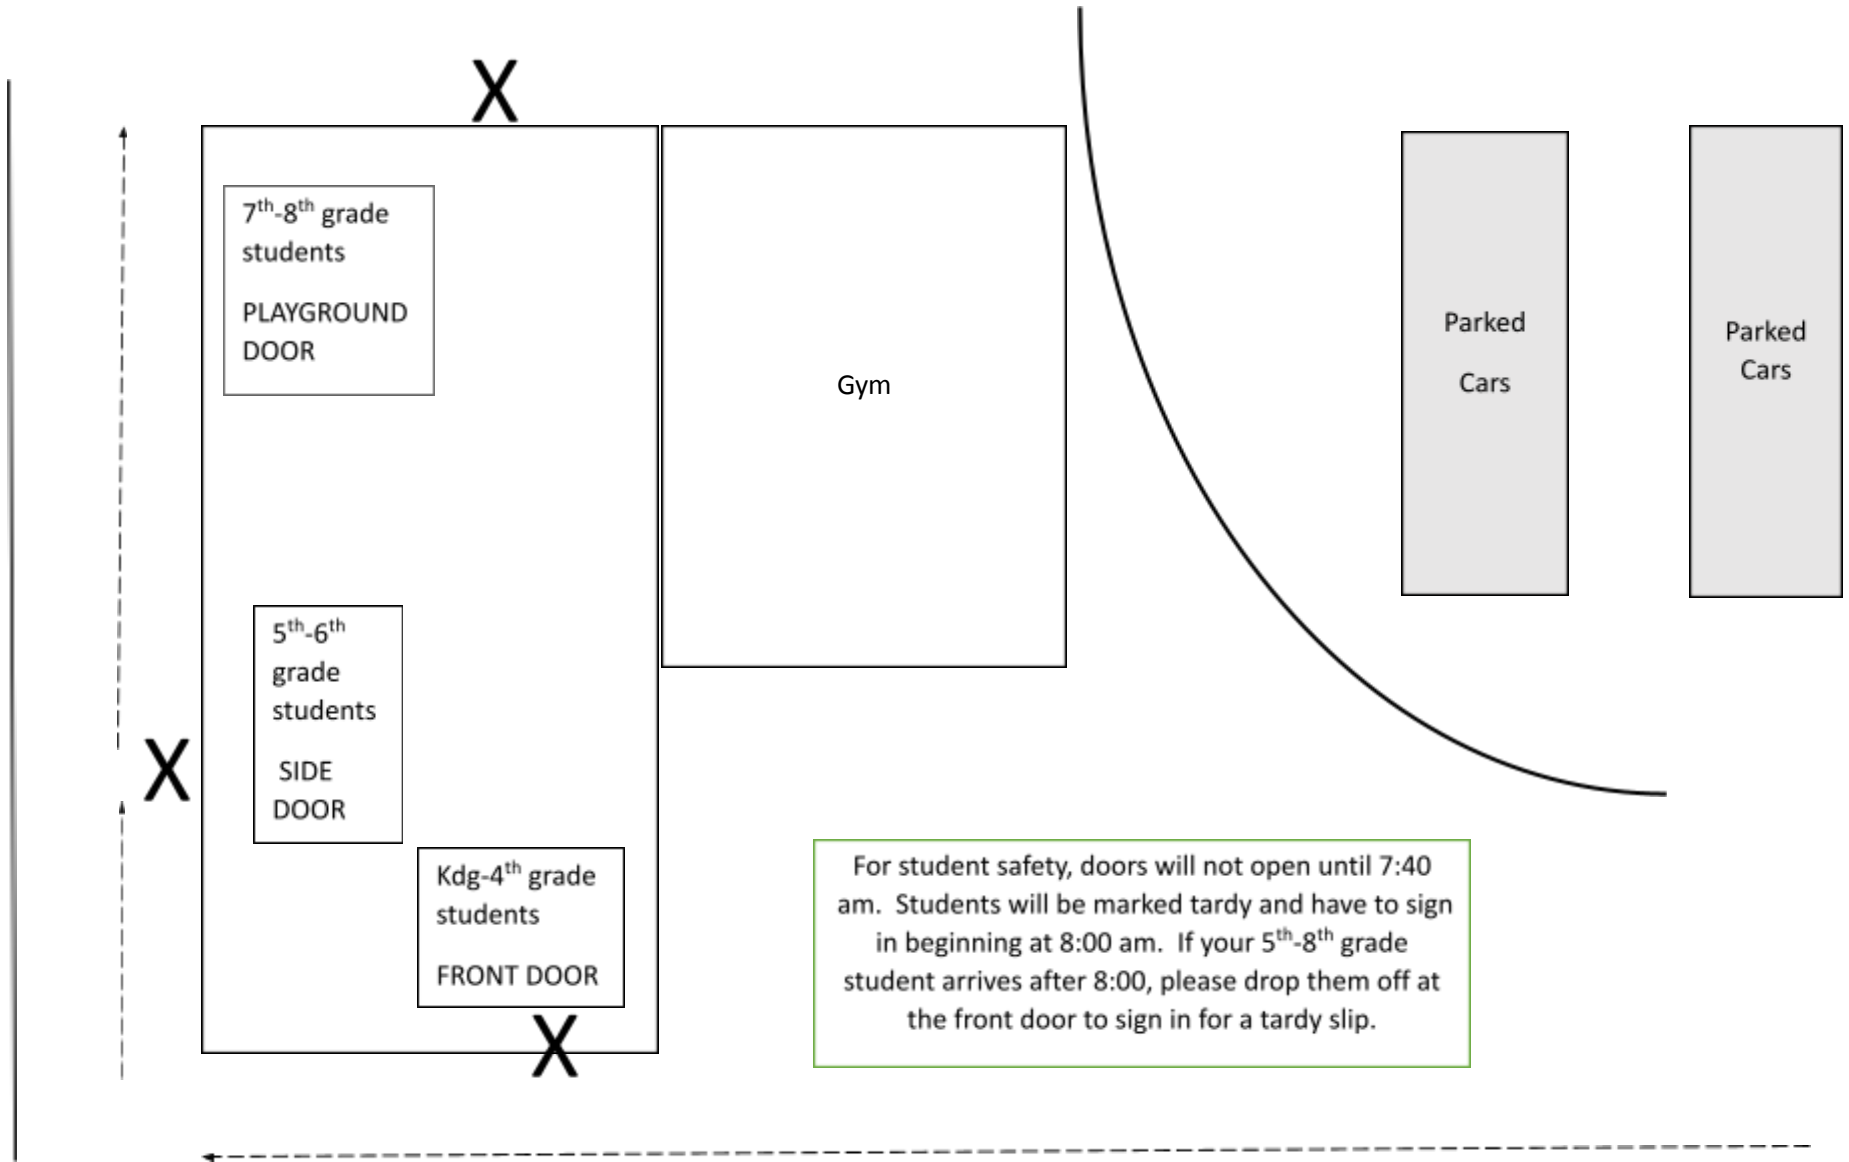 X
7th-8th grade
students
PLAYGROUND
DOOR
Gym
Parked
Cars
Parked
Cars
5th-6th
grade
students
SIDE
DOOR
X
Kdg-4th grade
students
FRONT DOOR
X
For student safety, doors will not open until 7:40
am.  Students will be marked tardy and have to sign
in beginning at 8:00 am.  If your 5th-8th grade
student arrives after 8:00, please drop them off at
the front door to sign in for a tardy slip.